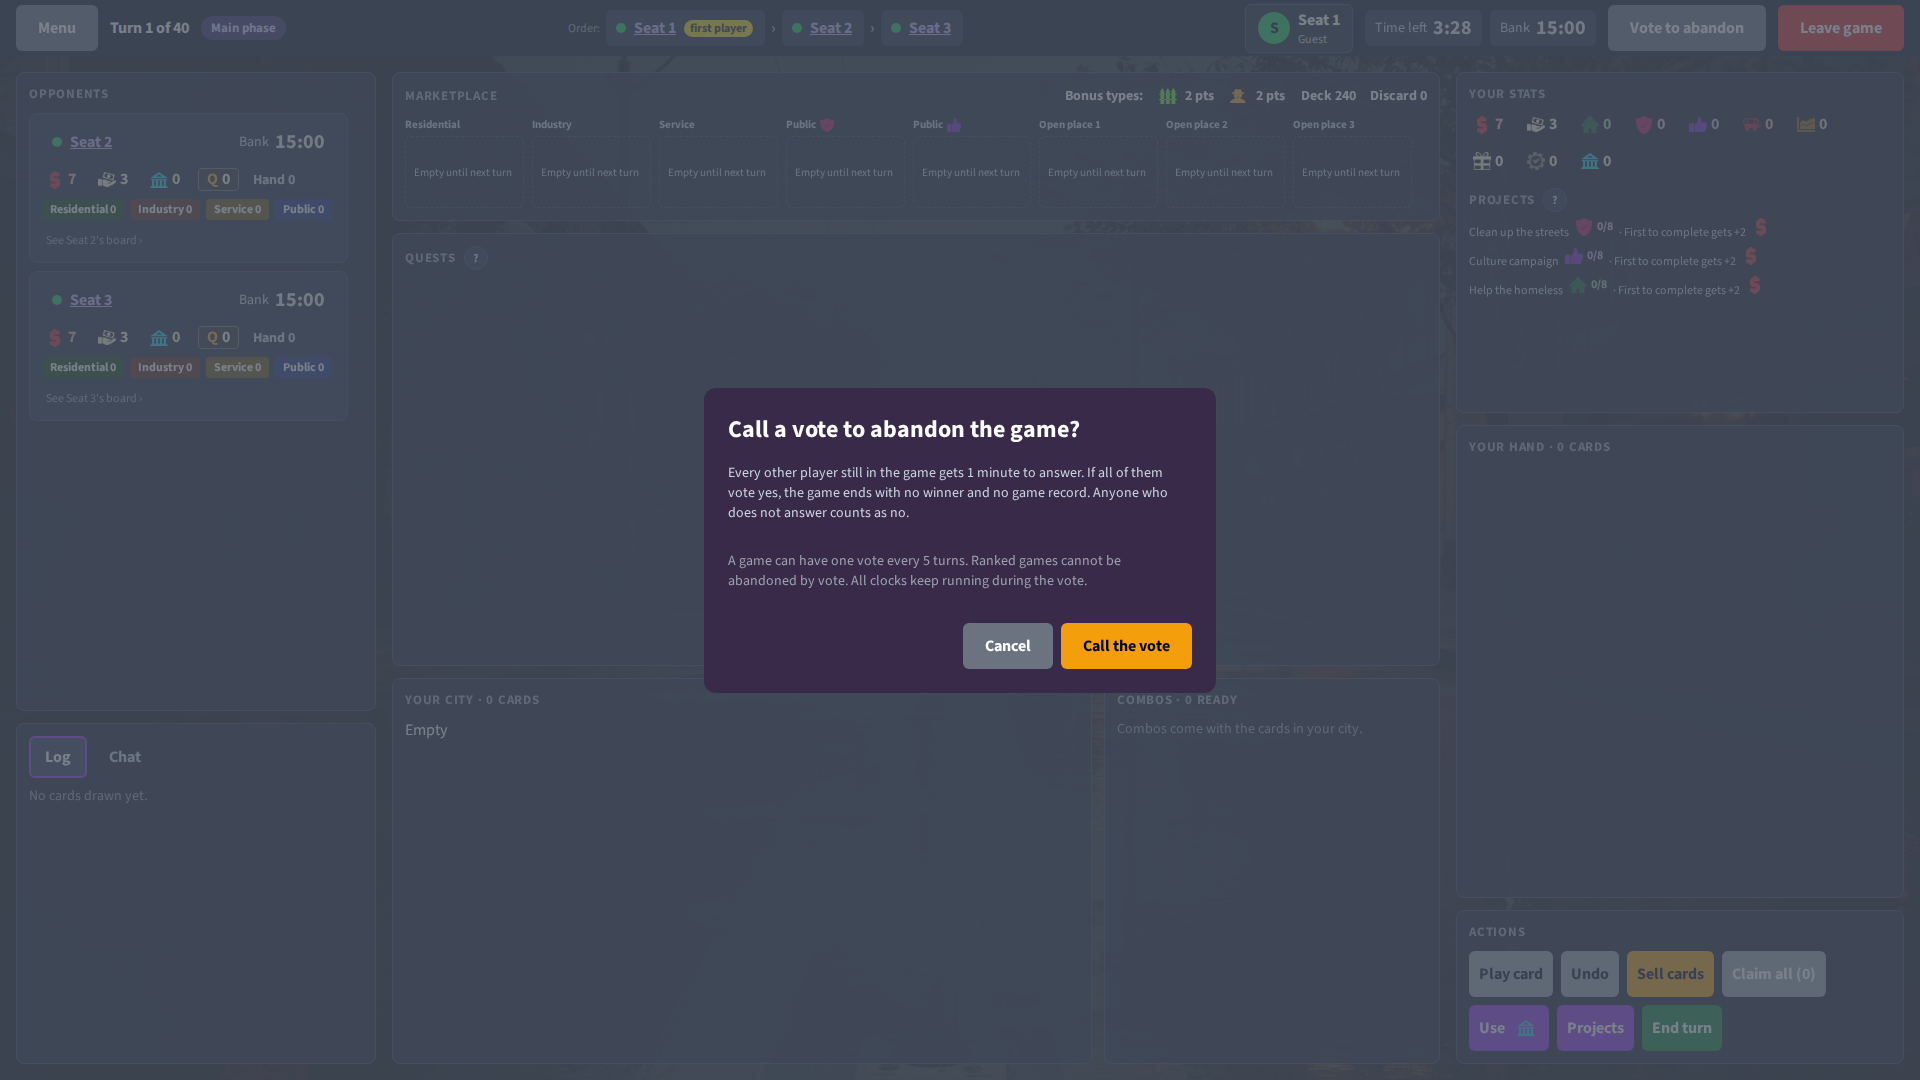 Menu
Turn 1 of 40
Main phase
Order:
Seat 1 first player › Seat 2 › Seat 3
S
Seat 1
Guest
Time left 3:28
Bank 15:00
Vote to abandon
Leave game
OPPONENTS
Seat 2
Bank 15:00
7 3 0 Q 0 Hand 0
Residential 0 Industry 0 Service 0 Public 0
See Seat 2's board ›
Seat 3
Bank 15:00
7 3 0 Q 0 Hand 0
Residential 0 Industry 0 Service 0 Public 0
See Seat 3's board ›
Log
Chat
No cards drawn yet.
MARKETPLACE
Bonus types: 2 pts 2 pts Deck 240 Discard 0
Residential Industry Service Public Public Open place 1 Open place 2 Open place 3
Empty until next turn Empty until next turn Empty until next turn Empty until next turn Empty until next turn Empty until next turn Empty until next turn Empty until next turn
QUESTS ?
Call a vote to abandon the game?
Every other player still in the game gets 1 minute to answer. If all of them
vote yes, the game ends with no winner and no game record. Anyone who
does not answer counts as no.
A game can have one vote every 5 turns. Ranked games cannot be
abandoned by vote. All clocks keep running during the vote.
Cancel
Call the vote
YOUR CITY · 0 CARDS
Empty
COMBOS · 0 READY
Combos come with the cards in your city.
YOUR STATS
7 3 0 0 0 0 0
0 0 0
PROJECTS ?
Clean up the streets 0/8 · First to complete gets +2
Culture campaign 0/8 · First to complete gets +2
Help the homeless 0/8 · First to complete gets +2
YOUR HAND · 0 CARDS
ACTIONS
Play card
Undo
Sell cards
Claim all (0)
Use
Projects
End turn